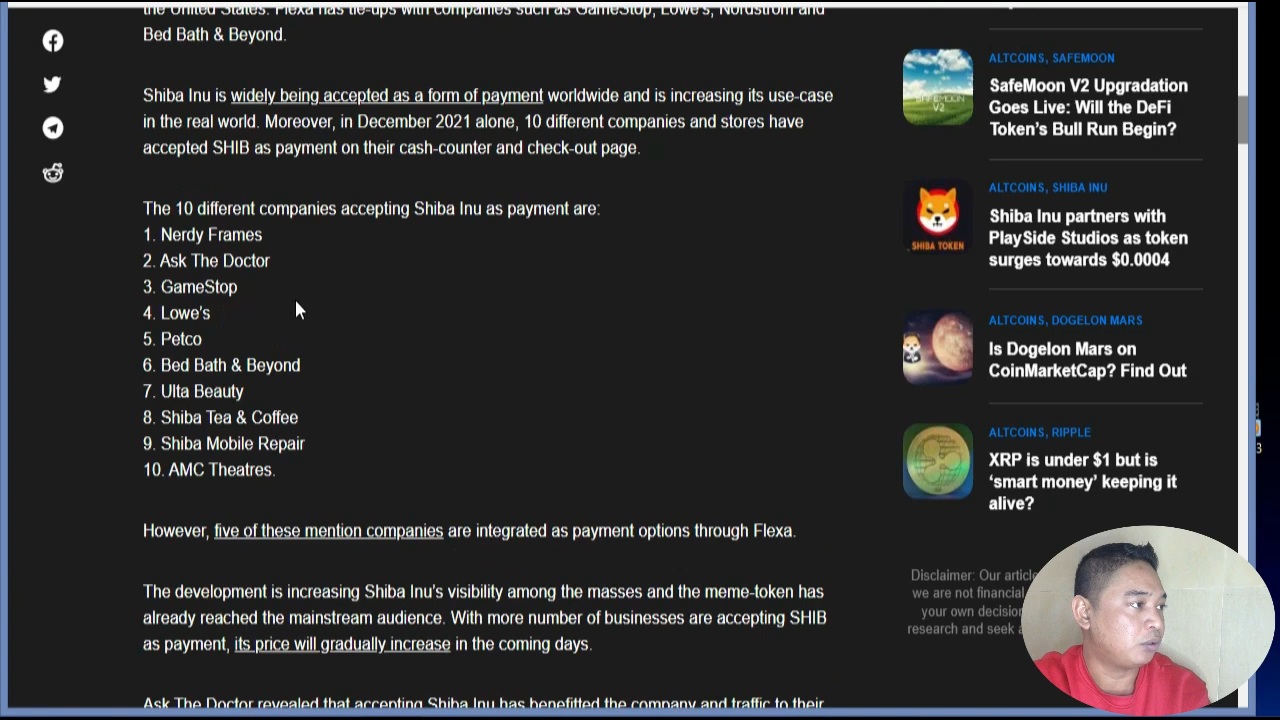 the United States. Flexa has tie-ups with companies such as GameStop, Lowe's, Nordstrom and
Bed Bath & Beyond.
Shiba Inu is widely being accepted as a form of payment worldwide and is increasing its use-case
in the real world. Moreover, in December 2021 alone, 10 different companies and stores have
accepted SHIB as payment on their cash-counter and check-out page.
The 10 different companies accepting Shiba Inu as payment are:
1. Nerdy Frames
2. Ask The Doctor
3. GameStop
4. Lowe's
5. Petco
6. Bed Bath & Beyond
7. Ulta Beauty
8. Shiba Tea & Coffee
9. Shiba Mobile Repair
10. AMC Theatres.
However, five of these mention companies are integrated as payment options through Flexa.
The development is increasing Shiba Inu's visibility among the masses and the meme-token has
already reached the mainstream audience. With more number of businesses are accepting SHIB
as payment, its price will gradually increase in the coming days.
Ask The Doctor revealed that accepting Shiba Inu has benefitted the company and traffic to their
ALTCOINS, SAFEMOON
SAFEMOON
V2
SafeMoon V2 Upgradation
Goes Live: Will the DeFi
Token's Bull Run Begin?
ALTCOINS, SHIBA INU
SHIBA TOKEN
Shiba Inu partners with
PlaySide Studios as token
surges towards $0.0004
ALTCOINS, DOGELON MARS
Is Dogelon Mars on
CoinMarketCap? Find Out
ALTCOINS, RIPPLE
XRP is under $1 but is
'smart money' keeping it
alive?
Disclaimer: Our
we are not financial
your own decision
research and seek
3